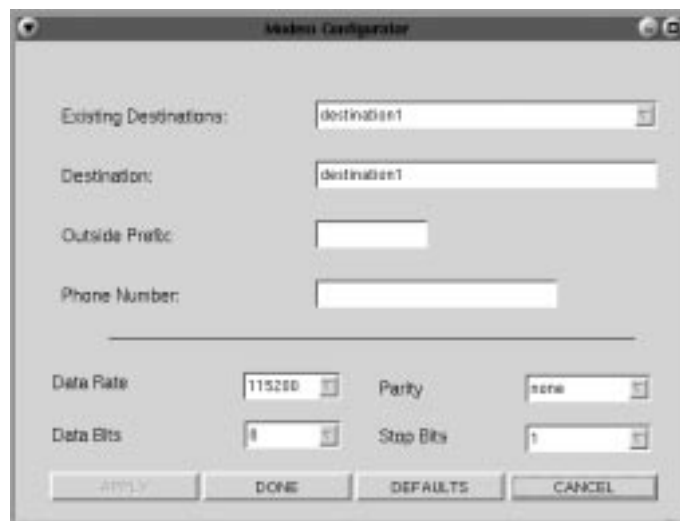 Modem Configurator
Existing Destinations: destination1
Destination: destination1
Outside Prefix:
Phone Number:
Data Rate 115200 Parity none
Data Bits 8 Stop Bits 1
APPLY DONE DEFAULTS CANCEL